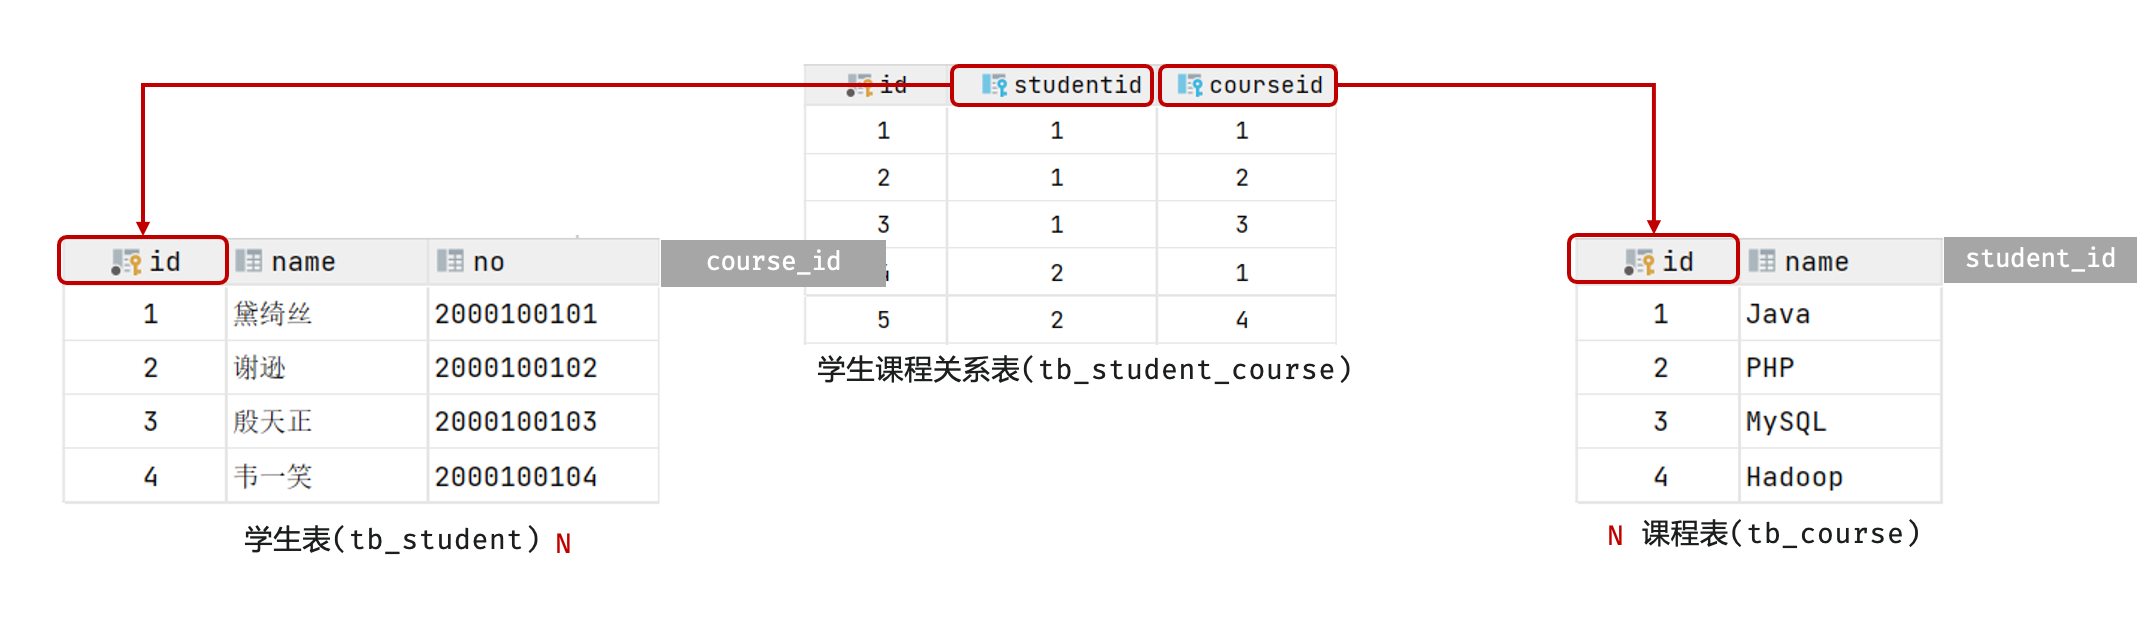 id studentid courseid
1 1 1
2 1 2
3 1 3
2 1
5 2 4
学生课程关系表(tb_student_course)
id name no course_id
1 黛绮丝 2000100101
2 谢逊 2000100102
3 殷天正 2000100103
4 韦一笑 2000100104
学生表(tb_student) N
id name student_id
1 Java
2 PHP
3 MySQL
4 Hadoop
N 课程表(tb_course)